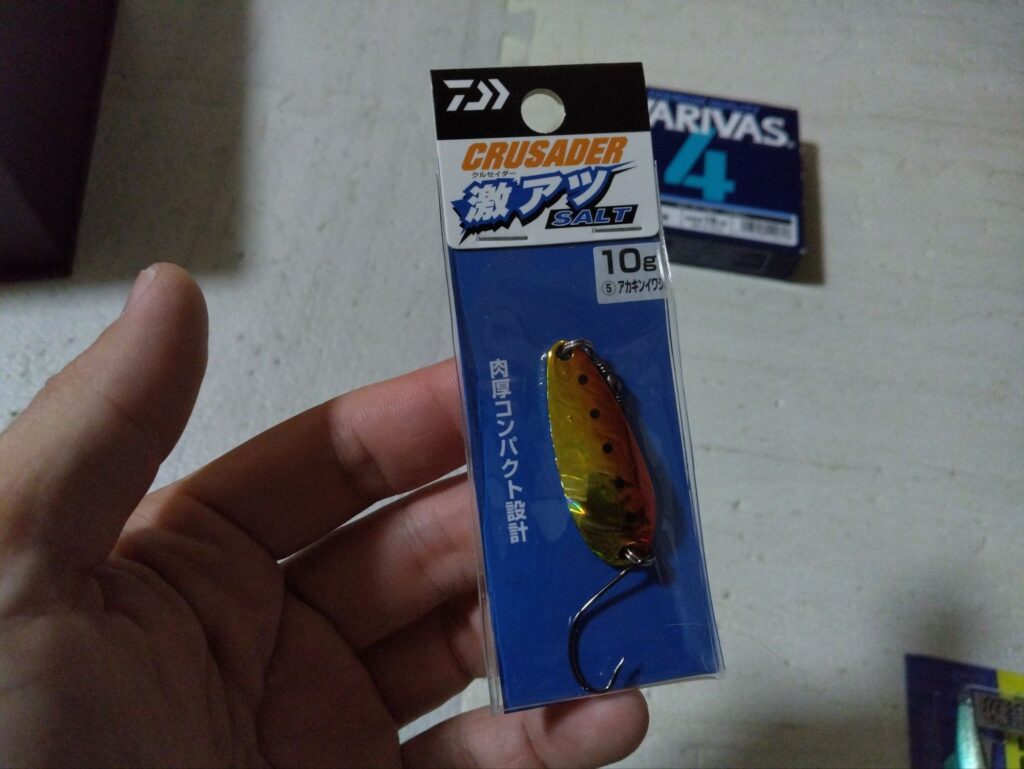 CRUSADER
クルセイダー
激アツ
SALT
10g
⑤ アカキンイワシ
肉厚コンパクト設計
VARIVAS
4